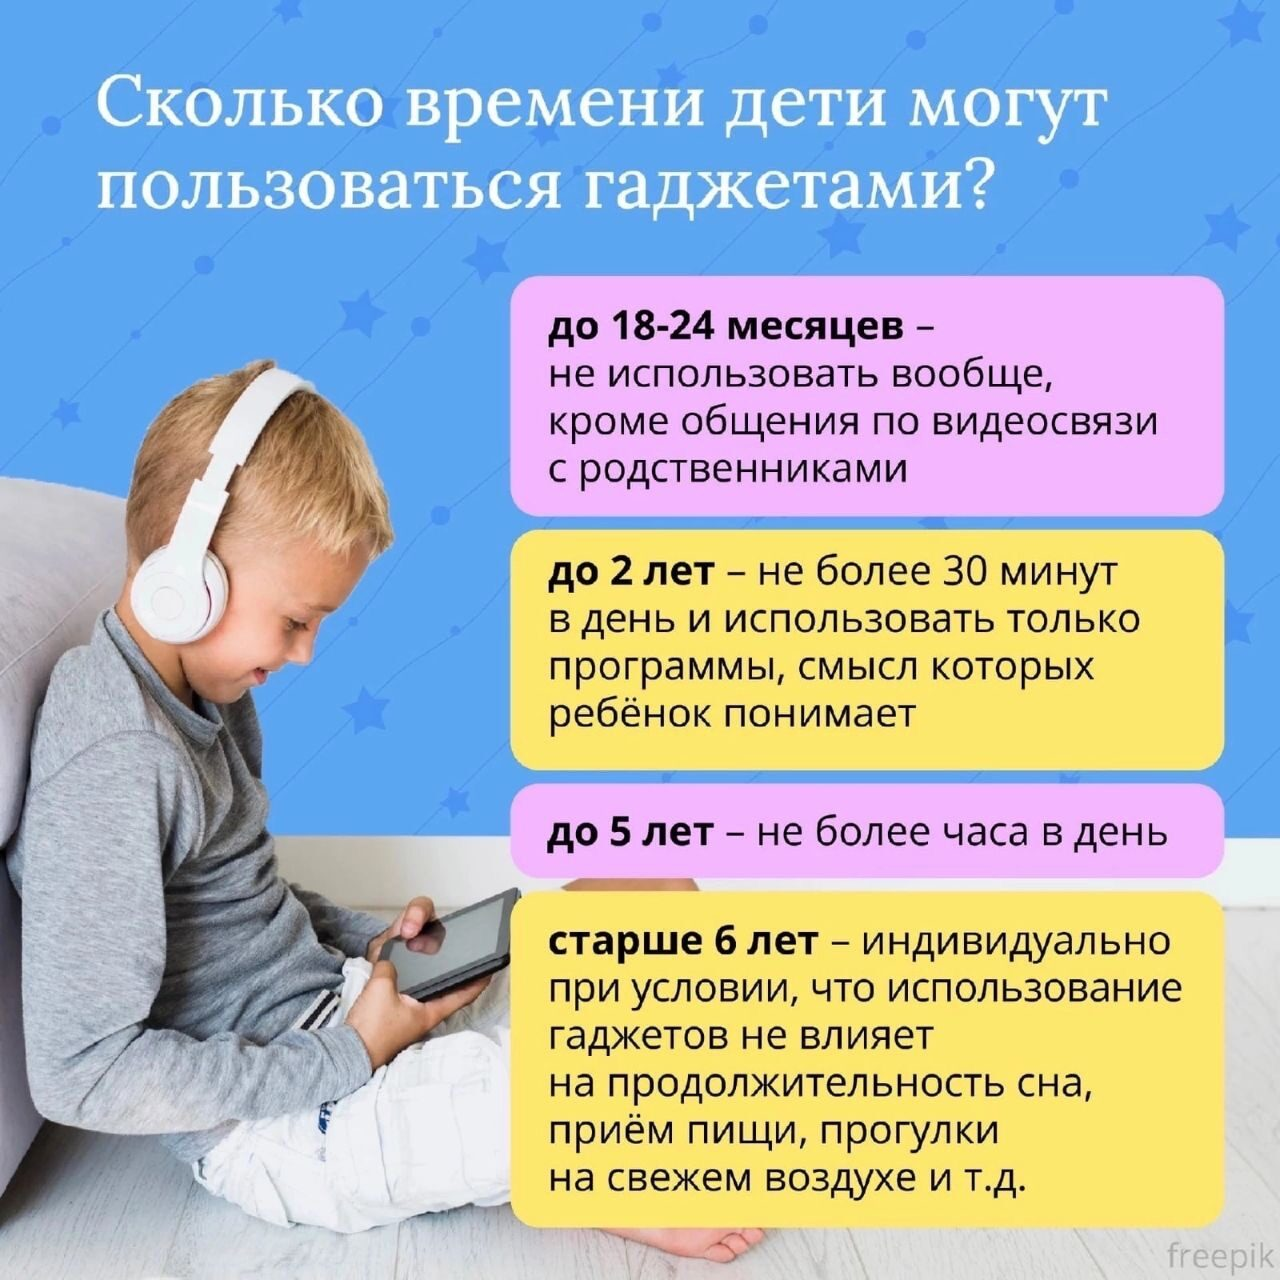 Сколько времени дети могут
пользоваться гаджетами?
до 18-24 месяцев –
не использовать вообще,
кроме общения по видеосвязи
с родственниками
до 2 лет – не более 30 минут
в день и использовать только
программы, смысл которых
ребёнок понимает
до 5 лет – не более часа в день
старше 6 лет – индивидуально
при условии, что использование
гаджетов не влияет
на продолжительность сна,
приём пищи, прогулки
на свежем воздухе и т.д.
freepik